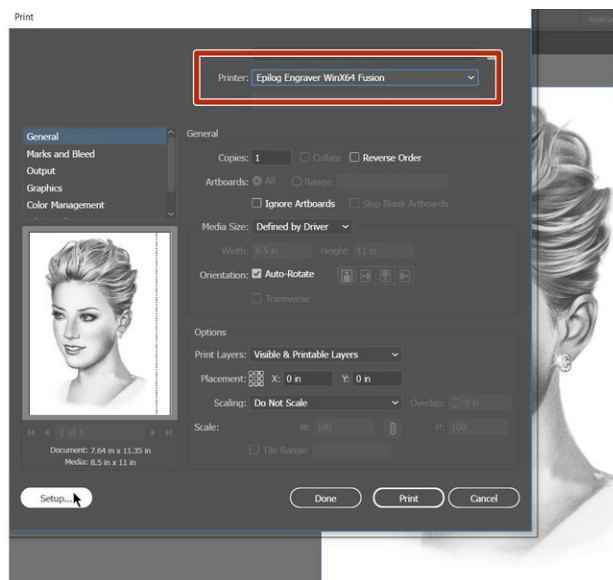 Print
Printer: Epilog Engraver WinX64 Fusion
General
Marks and Bleed
Output
Graphics
Color Management
General
Copies: 1 Collate Reverse Order
Artboards: All Range:
Ignore Artboards Skip Blank Artboards
Media Size: Defined by Driver
Width: 8.5 in Height: 11 in
Orientation: Auto-Rotate
Transverse
Options
Print Layers: Visible & Printable Layers
Placement: X: 0 in Y: 0 in
Scaling: Do Not Scale Overlap: 0 in
Scale: W: 100 H: 100
Tile Range:
1 of 1
Document: 7.64 in x 11.35 in
Media: 8.5 in x 11 in
Setup...
Done Print Cancel